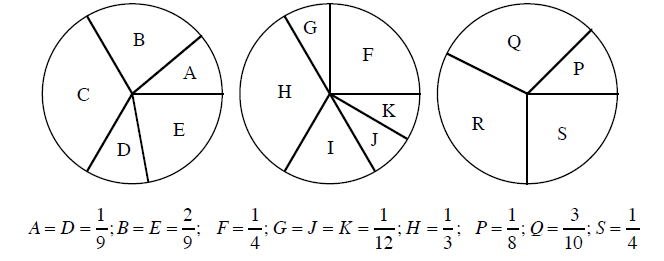 G
B
Q
F
A
P
C
H
K
R
S
E
J
D
I
A = D = 1/9; B = E = 2/9; F = 1/4; G = J = K = 1/12; H = 1/3; P = 1/8; Q = 3/10; S = 1/4